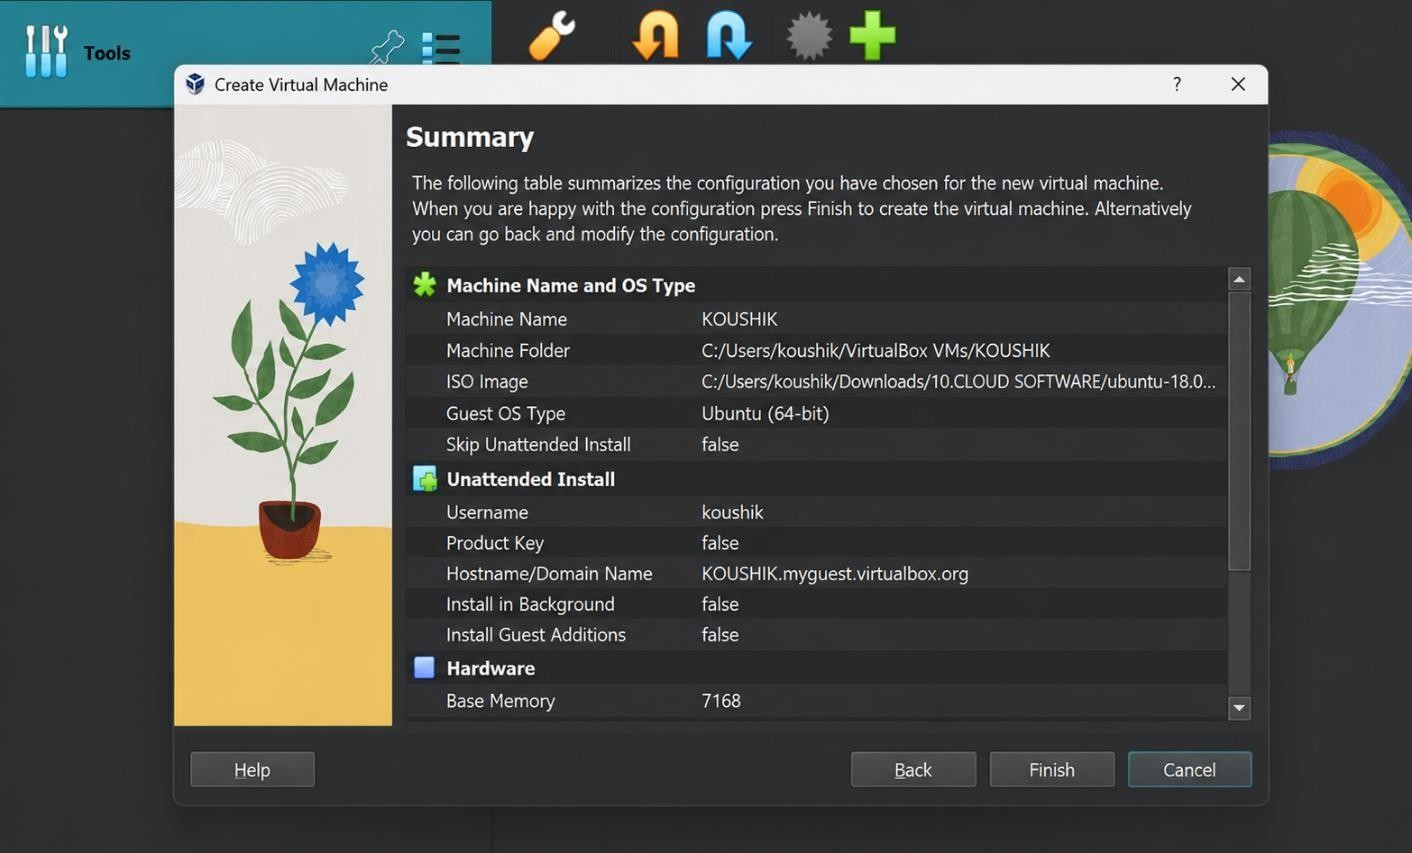 Tools
Create Virtual Machine
?
Summary
The following table summarizes the configuration you have chosen for the new virtual machine.
When you are happy with the configuration press Finish to create the virtual machine. Alternatively
you can go back and modify the configuration.
Machine Name and OS Type
Machine Name KOUSHIK
Machine Folder C:/Users/koushik/VirtualBox VMs/KOUSHIK
ISO Image C:/Users/koushik/Downloads/10.CLOUD SOFTWARE/ubuntu-18.0...
Guest OS Type Ubuntu (64-bit)
Skip Unattended Install false
Unattended Install
Username koushik
Product Key false
Hostname/Domain Name KOUSHIK.myguest.virtualbox.org
Install in Background false
Install Guest Additions false
Hardware
Base Memory 7168
Help Back Finish Cancel